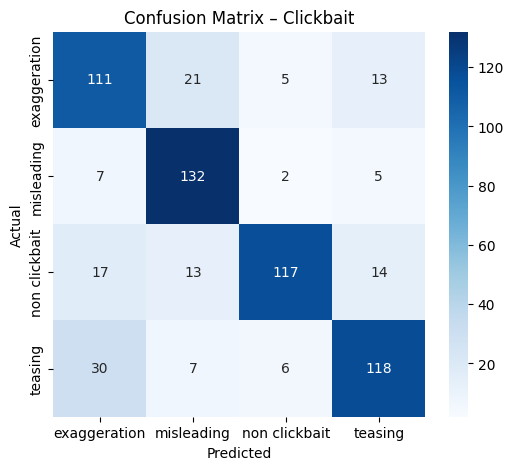 Confusion Matrix – Clickbait
Actual
exaggeration 111 21 5 13
misleading 7 132 2 5
non clickbait 17 13 117 14
teasing 30 7 6 118
exaggeration misleading non clickbait teasing
Predicted
120
100
80
60
40
20